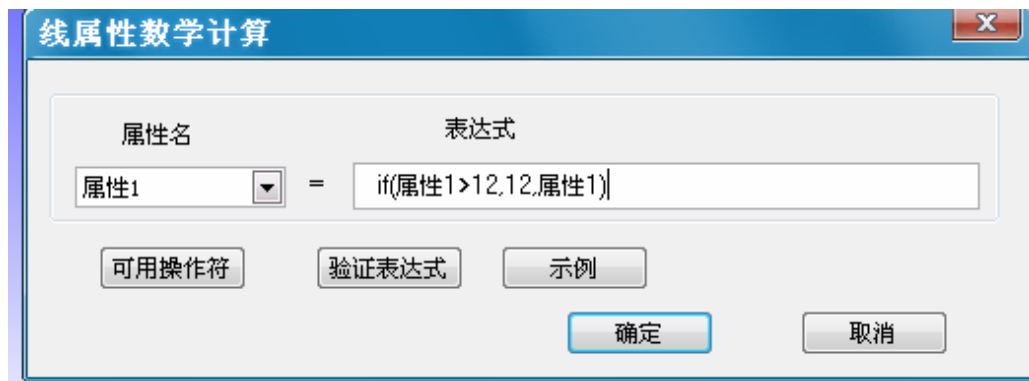 线属性数学计算
属性名 表达式
属性1 = if(属性1>12,12,属性1)
可用操作符 验证表达式 示例
确定 取消